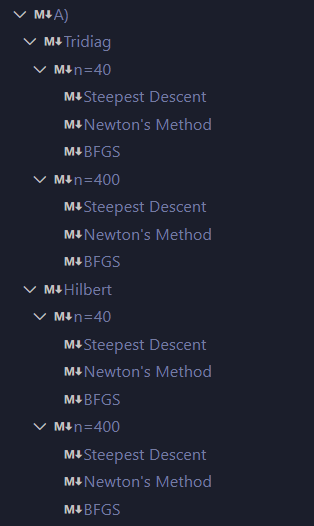 A)
Tridiag
n=40
Steepest Descent
Newton's Method
BFGS
n=400
Steepest Descent
Newton's Method
BFGS
Hilbert
n=40
Steepest Descent
Newton's Method
BFGS
n=400
Steepest Descent
Newton's Method
BFGS